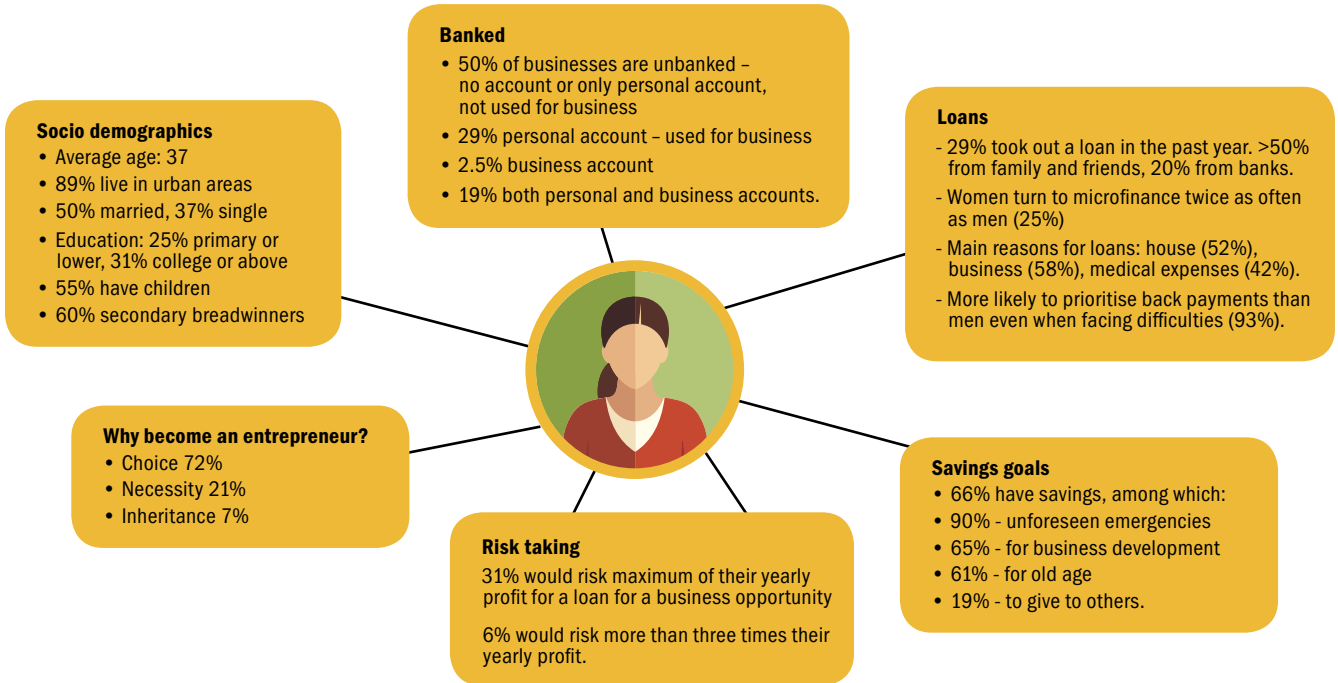 Banked
• 50% of businesses are unbanked –
no account or only personal account,
not used for business
• 29% personal account – used for business
• 2.5% business account
• 19% both personal and business accounts.
Socio demographics
• Average age: 37
• 89% live in urban areas
• 50% married, 37% single
• Education: 25% primary or
lower, 31% college or above
• 55% have children
• 60% secondary breadwinners
Loans
- 29% took out a loan in the past year. >50%
from family and friends, 20% from banks.
- Women turn to microfinance twice as often
as men (25%)
- Main reasons for loans: house (52%),
business (58%), medical expenses (42%).
- More likely to prioritise back payments than
men even when facing difficulties (93%).
Why become an entrepreneur?
• Choice 72%
• Necessity 21%
• Inheritance 7%
Risk taking
31% would risk maximum of their yearly
profit for a loan for a business opportunity
6% would risk more than three times their
yearly profit.
Savings goals
• 66% have savings, among which:
• 90% - unforeseen emergencies
• 65% - for business development
• 61% - for old age
• 19% - to give to others.